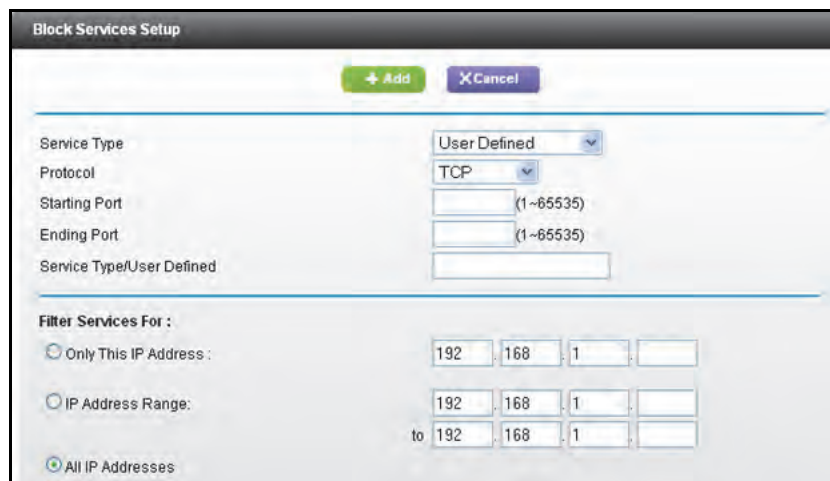 Block Services Setup
+ Add X Cancel
Service Type User Defined
Protocol TCP
Starting Port (1~65535)
Ending Port (1~65535)
Service Type/User Defined
Filter Services For :
Only This IP Address : 192 . 168 . 1 .
IP Address Range: 192 . 168 . 1 .
to 192 . 168 . 1 .
All IP Addresses